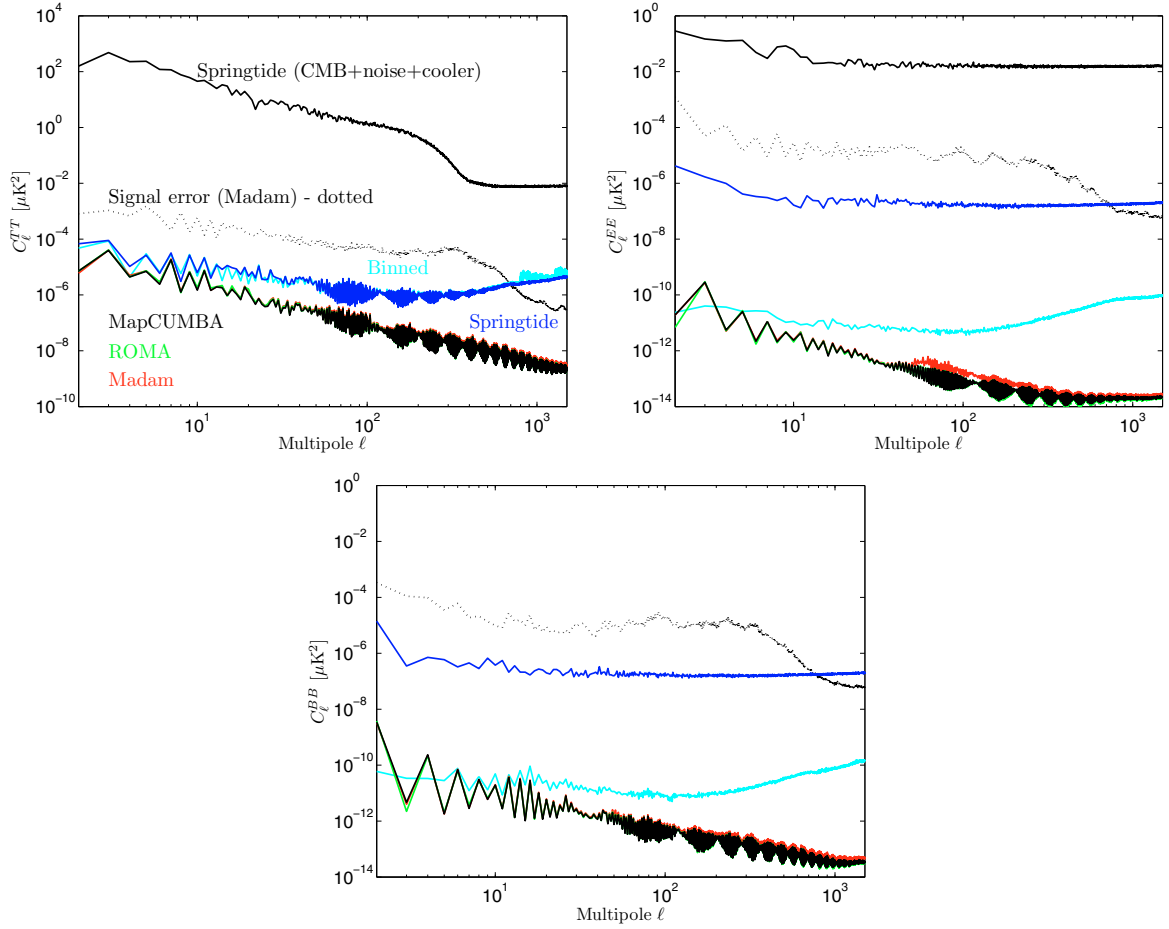 10^4
10^2
10^0
10^-2
10^-4
10^-6
10^-8
10^-10
C_ℓ^TT [μK^2]
Springtide (CMB+noise+cooler)
Signal error (Madam) - dotted
Binned
MapCUMBA
Springtide
ROMA
Madam
10^1
10^2
10^3
Multipole ℓ
10^0
10^-2
10^-4
10^-6
10^-8
10^-10
10^-12
10^-14
C_ℓ^EE [μK^2]
10^1
10^2
10^3
Multipole ℓ
10^0
10^-2
10^-4
10^-6
10^-8
10^-10
10^-12
10^-14
C_ℓ^BB [μK^2]
10^1
10^2
10^3
Multipole ℓ